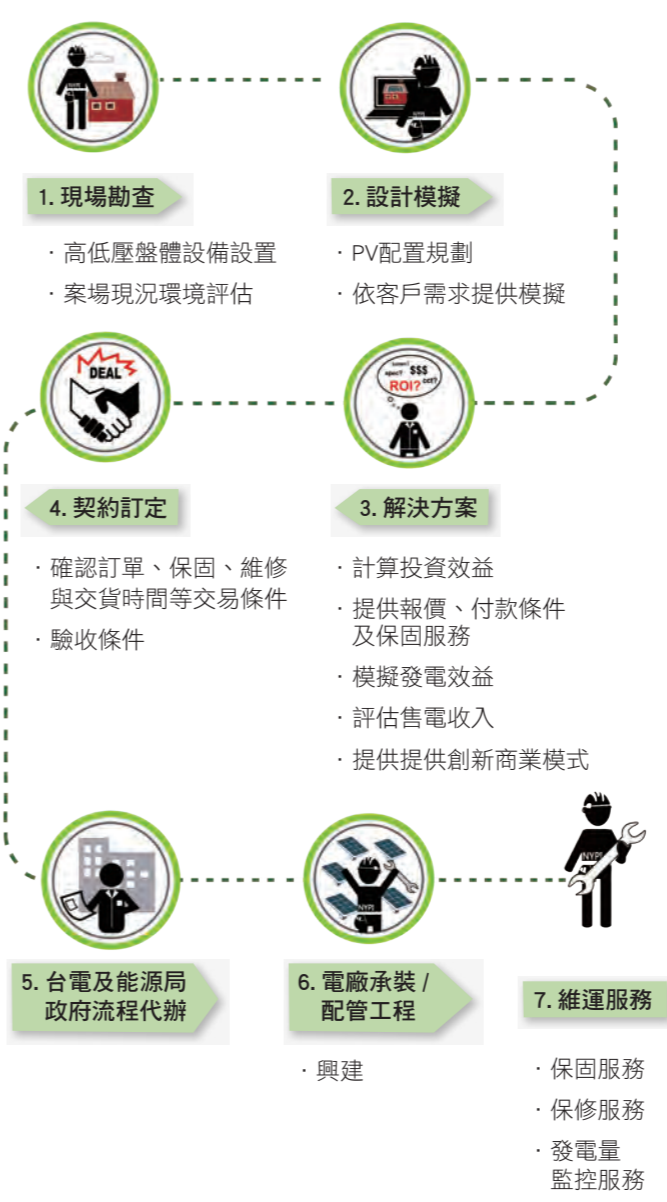 NYPI
1. 現場勘查
· 高低壓盤體設備設置
· 案場現況環境評估
2. 設計模擬
· PV配置規劃
· 依客戶需求提供模擬
$$$
ROI?
3. 解決方案
· 計算投資效益
· 提供報價、付款條件
及保固服務
· 模擬發電效益
· 評估售電收入
· 提供提供創新商業模式
DEAL
4. 契約訂定
· 確認訂單、保固、維修
與交貨時間等交易條件
· 驗收條件
5. 台電及能源局
政府流程代辦
NYPI
6. 電廠承裝 /
配管工程
· 興建
NYPI
7. 維運服務
· 保固服務
· 保修服務
· 發電量
監控服務